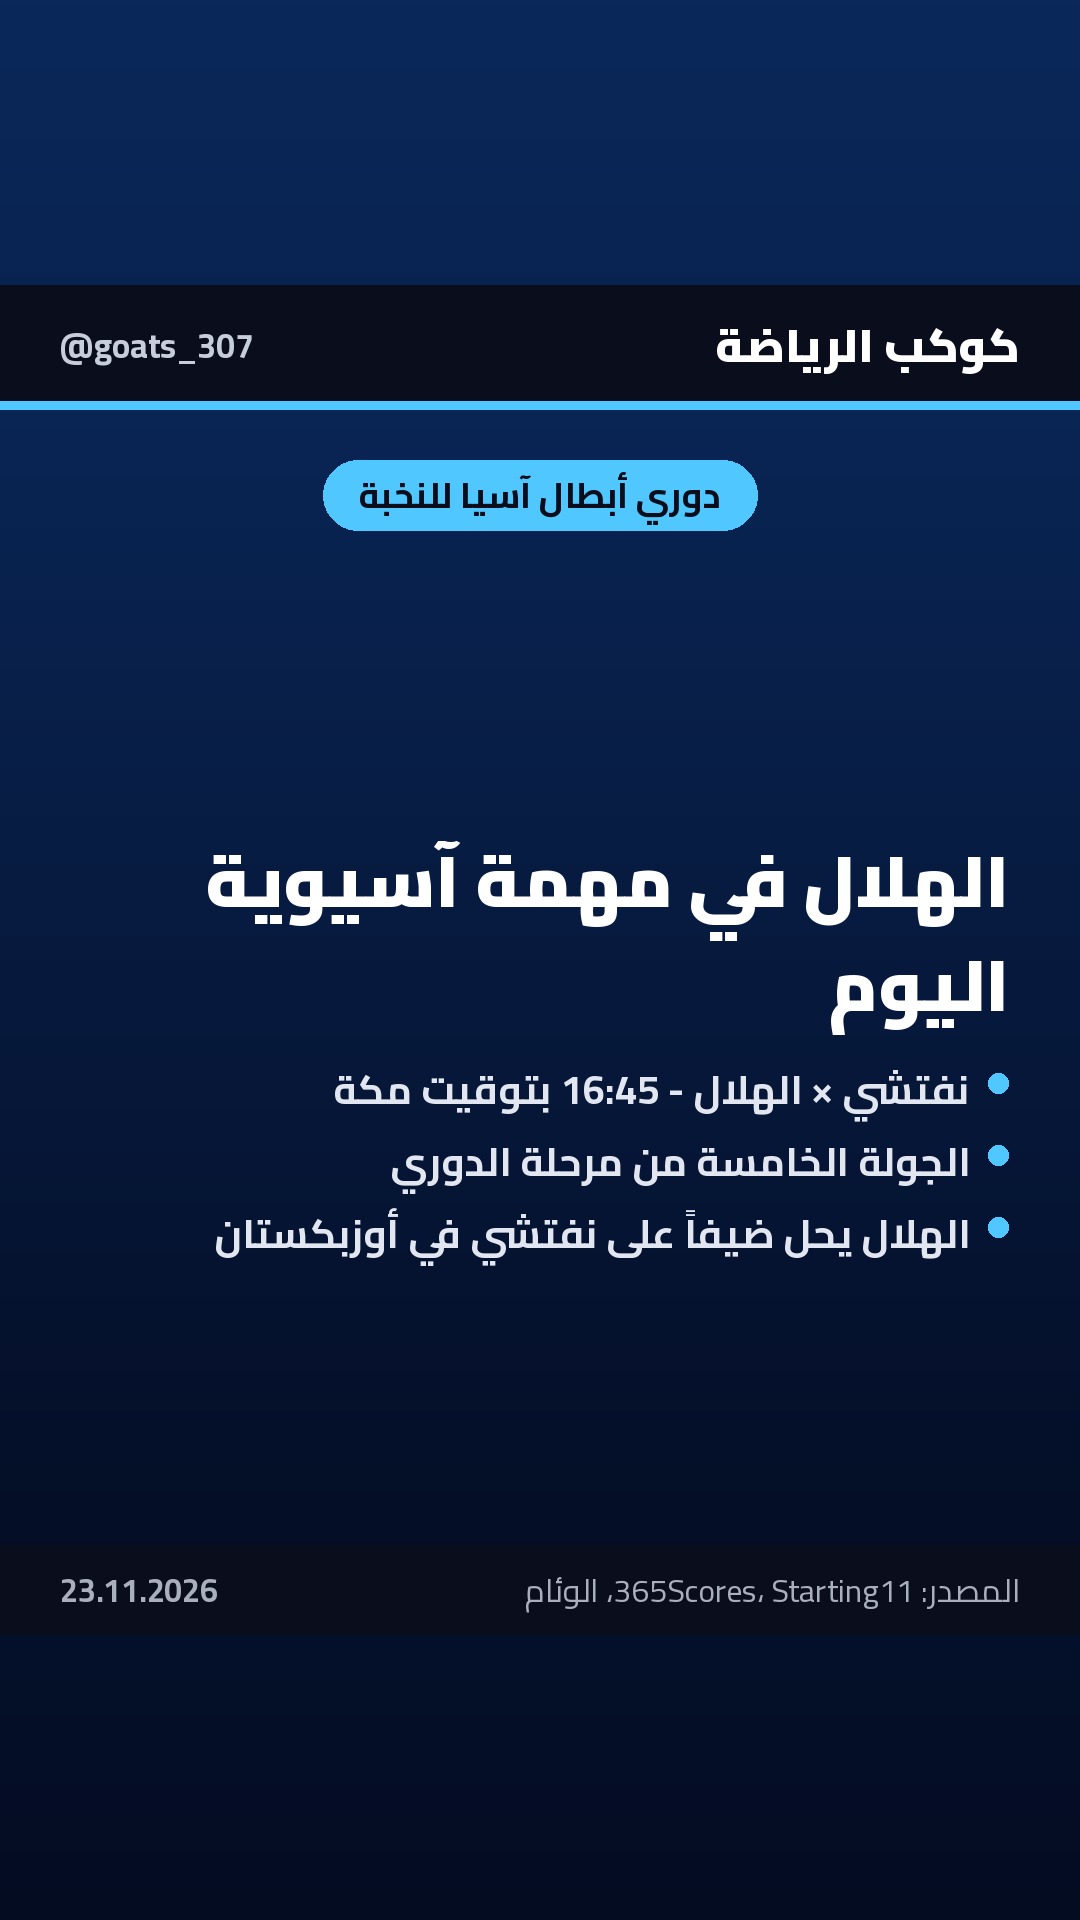 كوكب الرياضة
@goats_307
دوري أبطال آسيا للنخبة
الهلال في مهمة آسيوية
اليوم
نفتشي × الهلال - 16:45 بتوقيت مكة
الجولة الخامسة من مرحلة الدوري
الهلال يحل ضيفاً على نفتشي في أوزبكستان
المصدر: 365Scores، Starting11، الوئام
23.11.2026